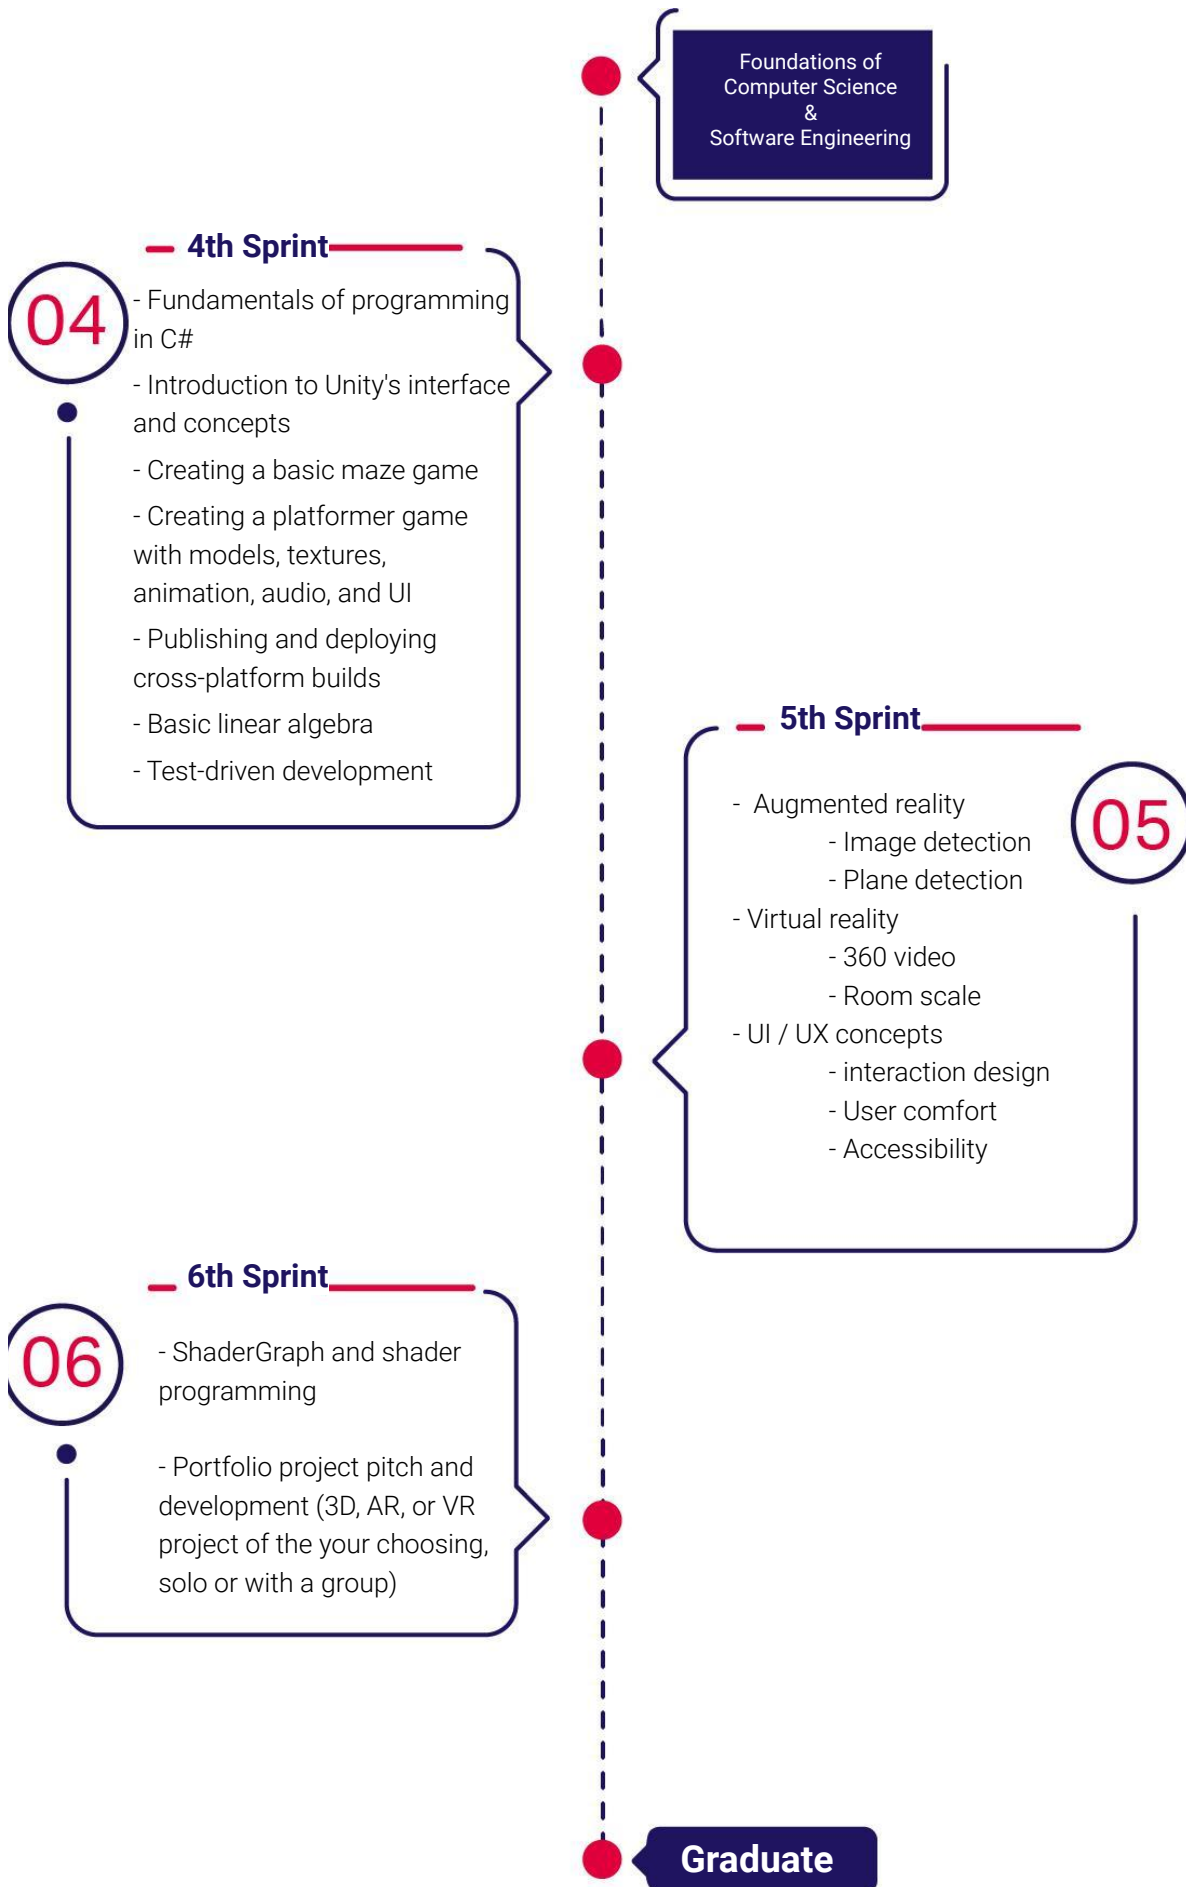 Foundations of
Computer Science
&
Software Engineering
4th Sprint
04
- Fundamentals of programming
in C#
- Introduction to Unity's interface
and concepts
- Creating a basic maze game
- Creating a platformer game
with models, textures,
animation, audio, and UI
- Publishing and deploying
cross-platform builds
- Basic linear algebra
- Test-driven development
5th Sprint
05
- Augmented reality
- Image detection
- Plane detection
- Virtual reality
- 360 video
- Room scale
- UI / UX concepts
- interaction design
- User comfort
- Accessibility
6th Sprint
06
- ShaderGraph and shader
programming
- Portfolio project pitch and
development (3D, AR, or VR
project of the your choosing,
solo or with a group)
Graduate